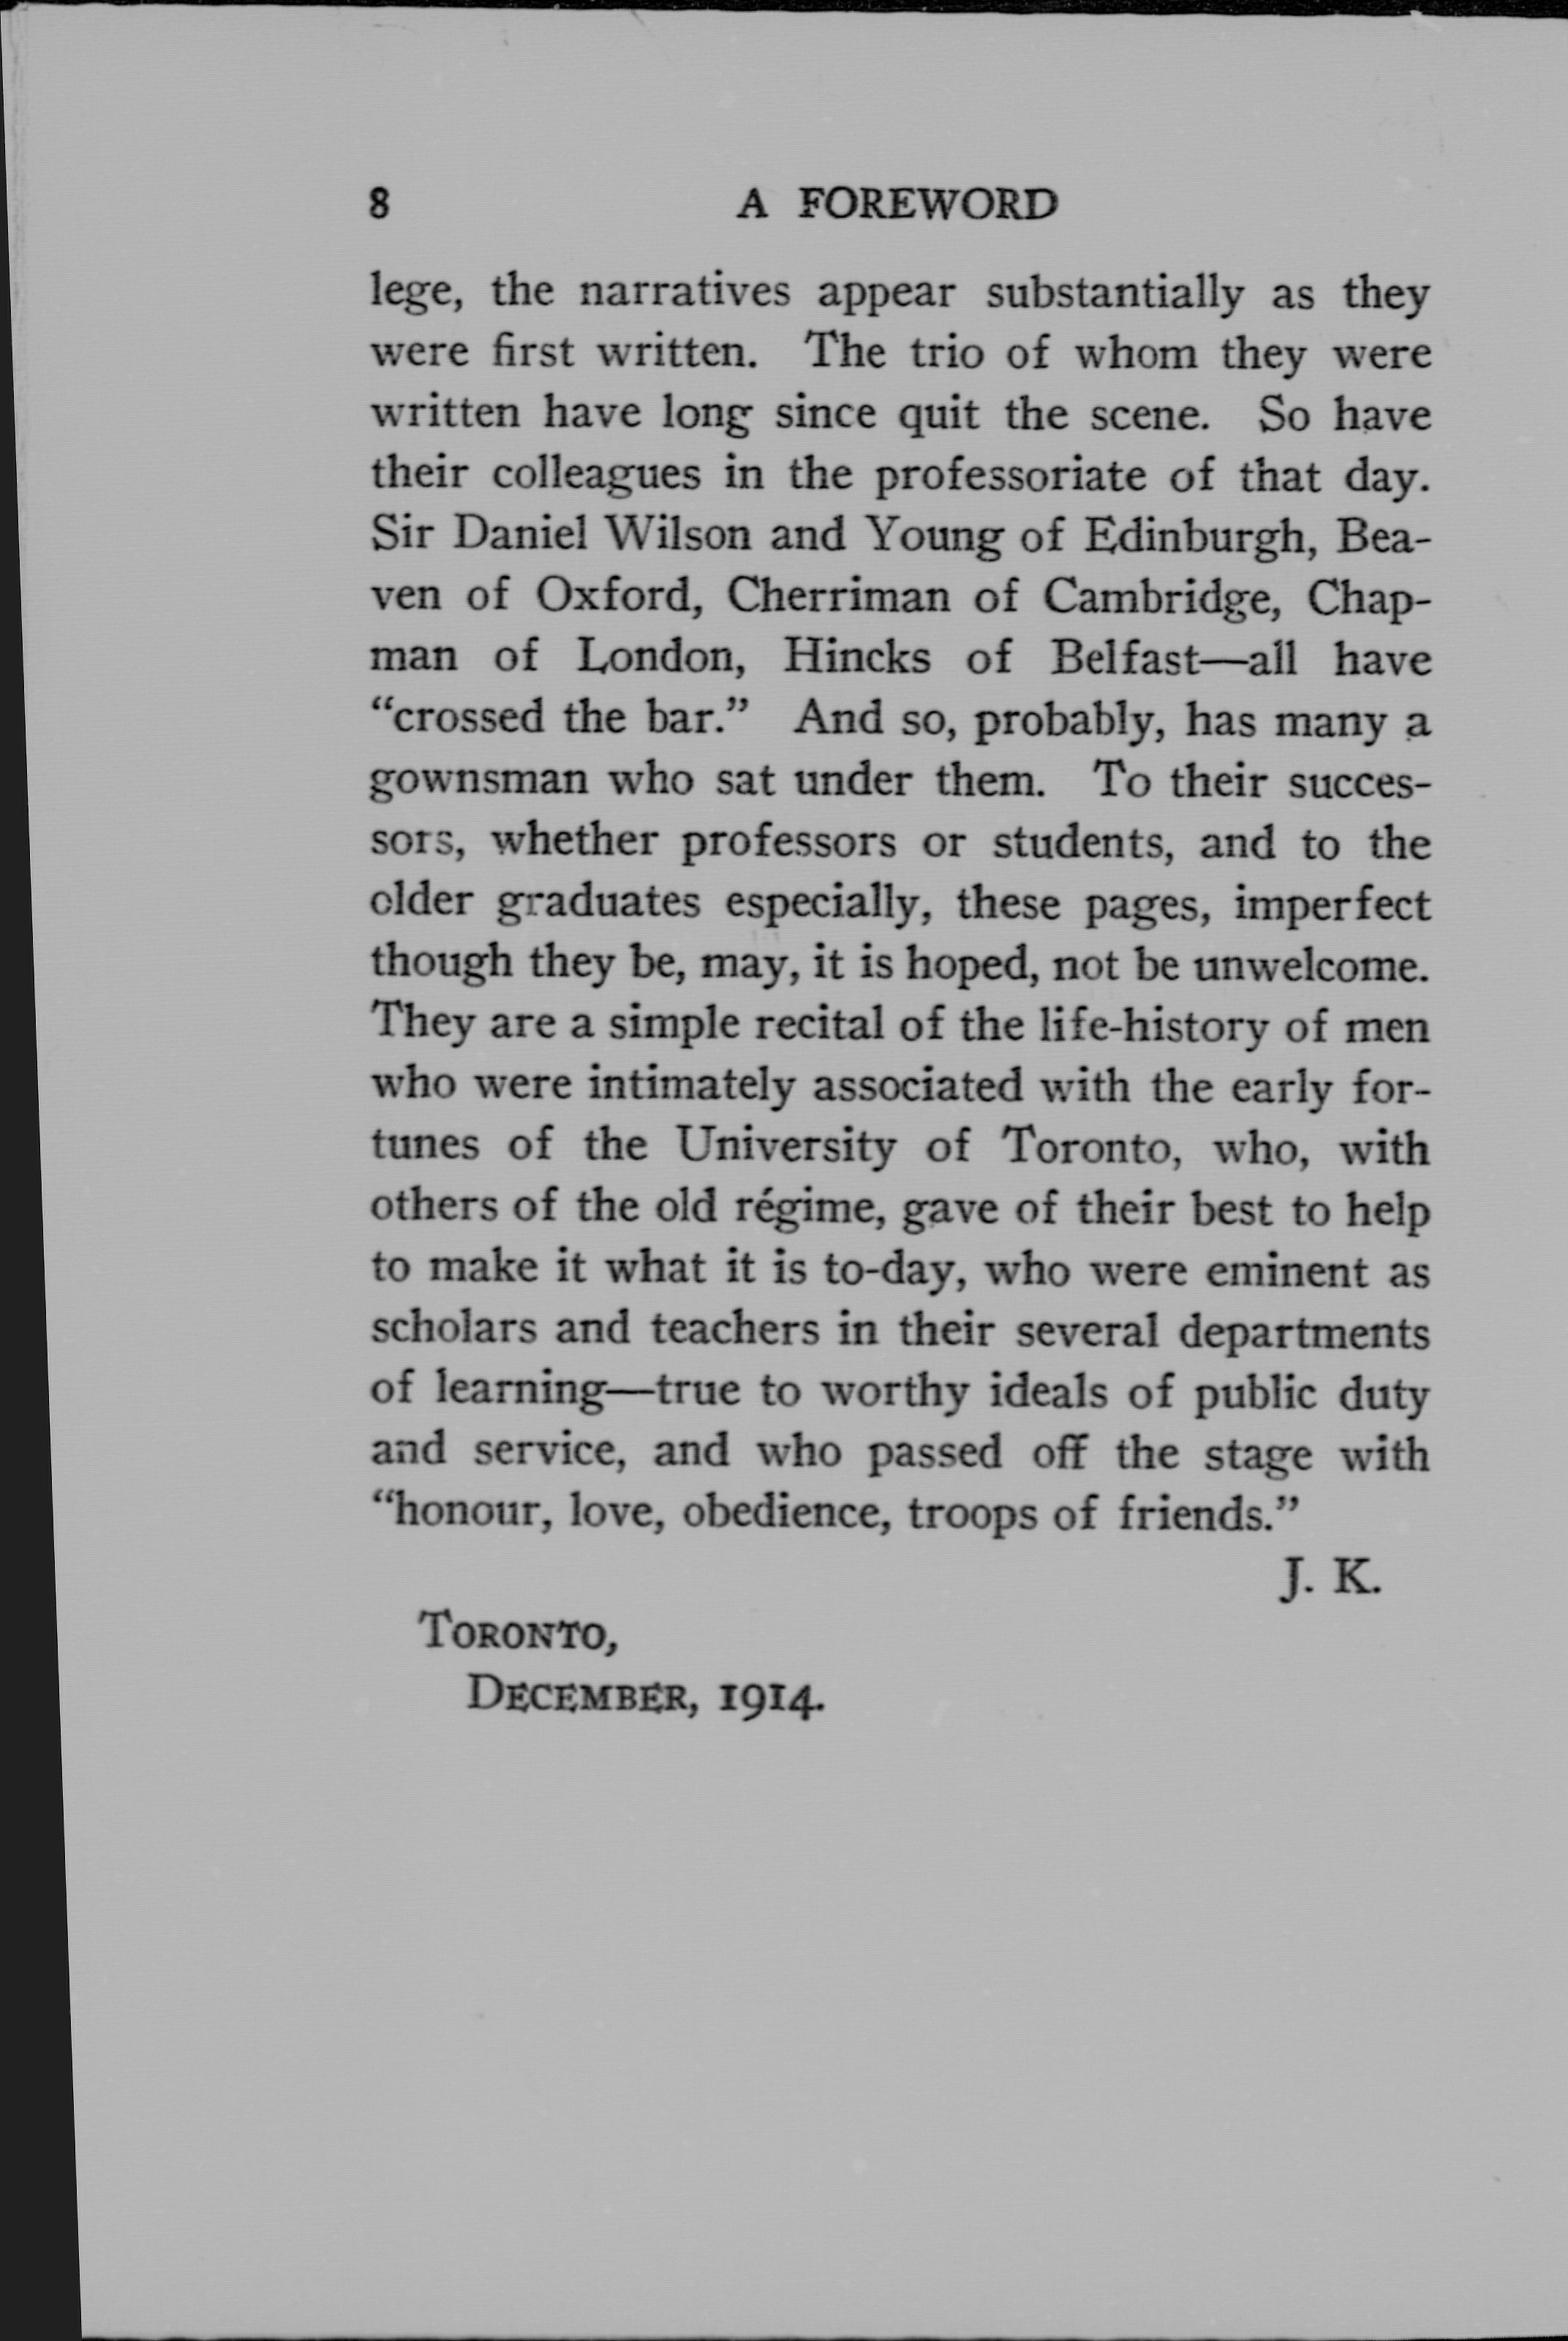 8 A FOREWORD
lege, the narratives appear substantially as they
were first written. The trio of whom they were
written have long since quit the scene. So have
their colleagues in the professoriate of that day.
Sir Daniel Wilson and Young of Edinburgh, Bea-
ven of Oxford, Cherriman of Cambridge, Chap-
man of London, Hincks of Belfast—all have
“crossed the bar.” And so, probably, has many a
gownsman who sat under them. To their succes-
sors, whether professors or students, and to the
older graduates especially, these pages, imperfect
though they be, may, it is hoped, not be unwelcome.
They are a simple recital of the life-history of men
who were intimately associated with the early for-
tunes of the University of Toronto, who, with
others of the old régime, gave of their best to help
to make it what it is to-day, who were eminent as
scholars and teachers in their several departments
of learning—true to worthy ideals of public duty
and service, and who passed off the stage with
“honour, love, obedience, troops of friends.”
J. K.
TORONTO,
DECEMBER, 1914.